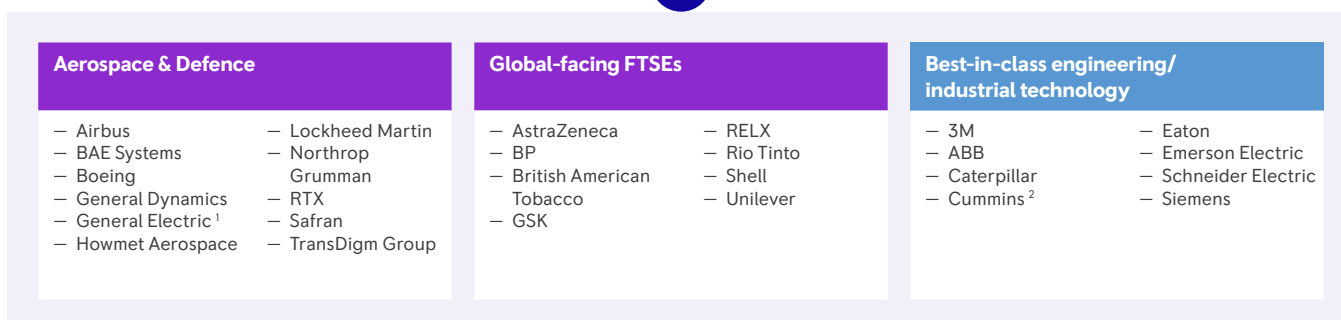 Aerospace & Defence
— Airbus
— BAE Systems
— Boeing
— General Dynamics
— General Electric ¹
— Howmet Aerospace
— Lockheed Martin
— Northrop
Grumman
— RTX
— Safran
— TransDigm Group
Global-facing FTSEs
— AstraZeneca
— BP
— British American
Tobacco
— GSK
— RELX
— Rio Tinto
— Shell
— Unilever
Best-in-class engineering/
industrial technology
— 3M
— ABB
— Caterpillar
— Cummins ²
— Eaton
— Emerson Electric
— Schneider Electric
— Siemens